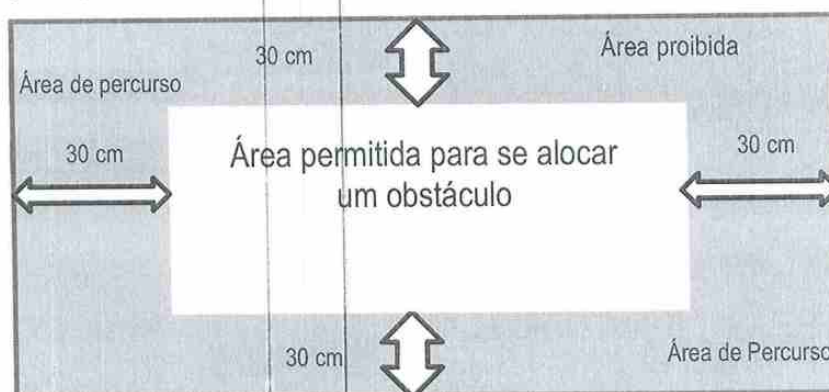 30 cm
Área proibida
Área de percurso
30 cm
Área permitida para se alocar
um obstáculo
30 cm
30 cm
Área de Percurso